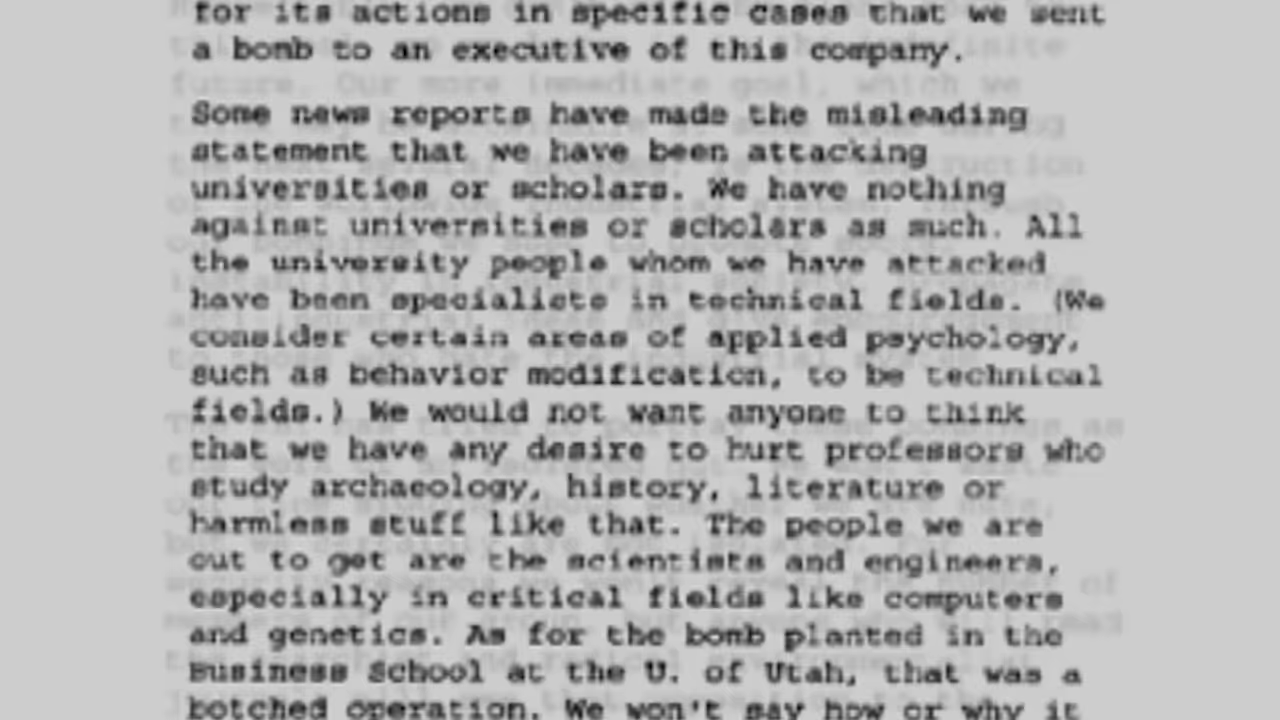 for its actions in specific cases that we sent
a bomb to an executive of this company.
Some news reports have made the misleading
statement that we have been attacking
universities or scholars. We have nothing
against universities or scholars as such. All
the university people whom we have attacked
have been specialists in technical fields. (We
consider certain areas of applied psychology,
such as behavior modification, to be technical
fields.) We would not want anyone to think
that we have any desire to hurt professors who
study archaeology, history, literature or
harmless stuff like that. The people we are
out to get are the scientists and engineers,
especially in critical fields like computers
and genetics. As for the bomb planted in the
Business School at the U. of Utah, that was a
botched operation. We won't say how or why it